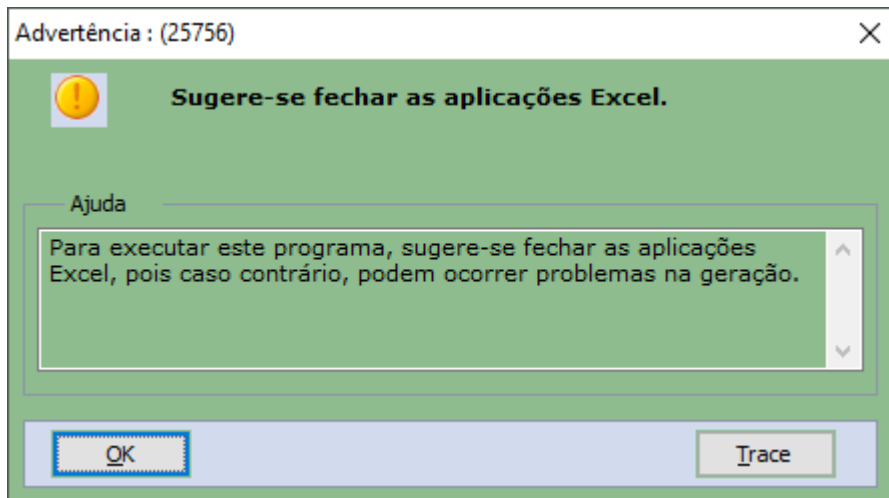 Advertência : (25756)
Sugere-se fechar as aplicações Excel.
Ajuda
Para executar este programa, sugere-se fechar as aplicações
Excel, pois caso contrário, podem ocorrer problemas na geração.
OK
Trace